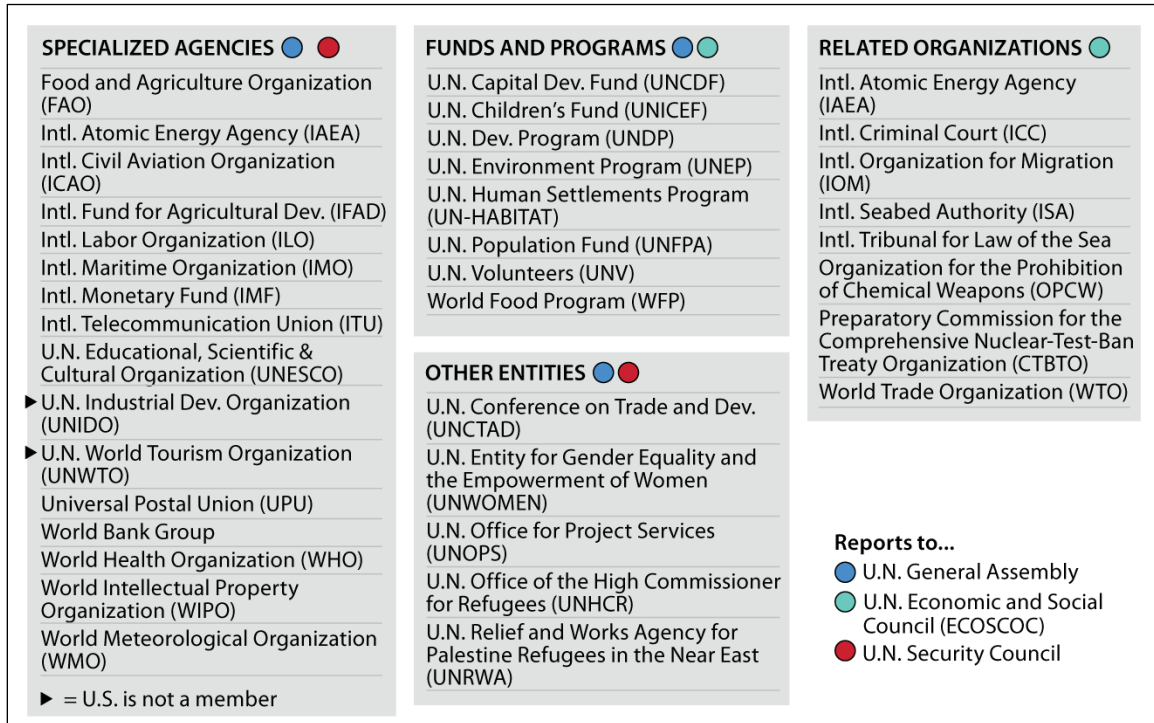 SPECIALIZED AGENCIES
Food and Agriculture Organization
(FAO)
Intl. Atomic Energy Agency (IAEA)
Intl. Civil Aviation Organization
(ICAO)
Intl. Fund for Agricultural Dev. (IFAD)
Intl. Labor Organization (ILO)
Intl. Maritime Organization (IMO)
Intl. Monetary Fund (IMF)
Intl. Telecommunication Union (ITU)
U.N. Educational, Scientific &
Cultural Organization (UNESCO)
▶ U.N. Industrial Dev. Organization
(UNIDO)
▶ U.N. World Tourism Organization
(UNWTO)
Universal Postal Union (UPU)
World Bank Group
World Health Organization (WHO)
World Intellectual Property
Organization (WIPO)
World Meteorological Organization
(WMO)
▶ = U.S. is not a member
FUNDS AND PROGRAMS
U.N. Capital Dev. Fund (UNCDF)
U.N. Children’s Fund (UNICEF)
U.N. Dev. Program (UNDP)
U.N. Environment Program (UNEP)
U.N. Human Settlements Program
(UN-HABITAT)
U.N. Population Fund (UNFPA)
U.N. Volunteers (UNV)
World Food Program (WFP)
OTHER ENTITIES
U.N. Conference on Trade and Dev.
(UNCTAD)
U.N. Entity for Gender Equality and
the Empowerment of Women
(UNWOMEN)
U.N. Office for Project Services
(UNOPS)
U.N. Office of the High Commissioner
for Refugees (UNHCR)
U.N. Relief and Works Agency for
Palestine Refugees in the Near East
(UNRWA)
RELATED ORGANIZATIONS
Intl. Atomic Energy Agency
(IAEA)
Intl. Criminal Court (ICC)
Intl. Organization for Migration
(IOM)
Intl. Seabed Authority (ISA)
Intl. Tribunal for Law of the Sea
Organization for the Prohibition
of Chemical Weapons (OPCW)
Preparatory Commission for the
Comprehensive Nuclear-Test-Ban
Treaty Organization (CTBTO)
World Trade Organization (WTO)
Reports to...
U.N. General Assembly
U.N. Economic and Social
Council (ECOSCOC)
U.N. Security Council